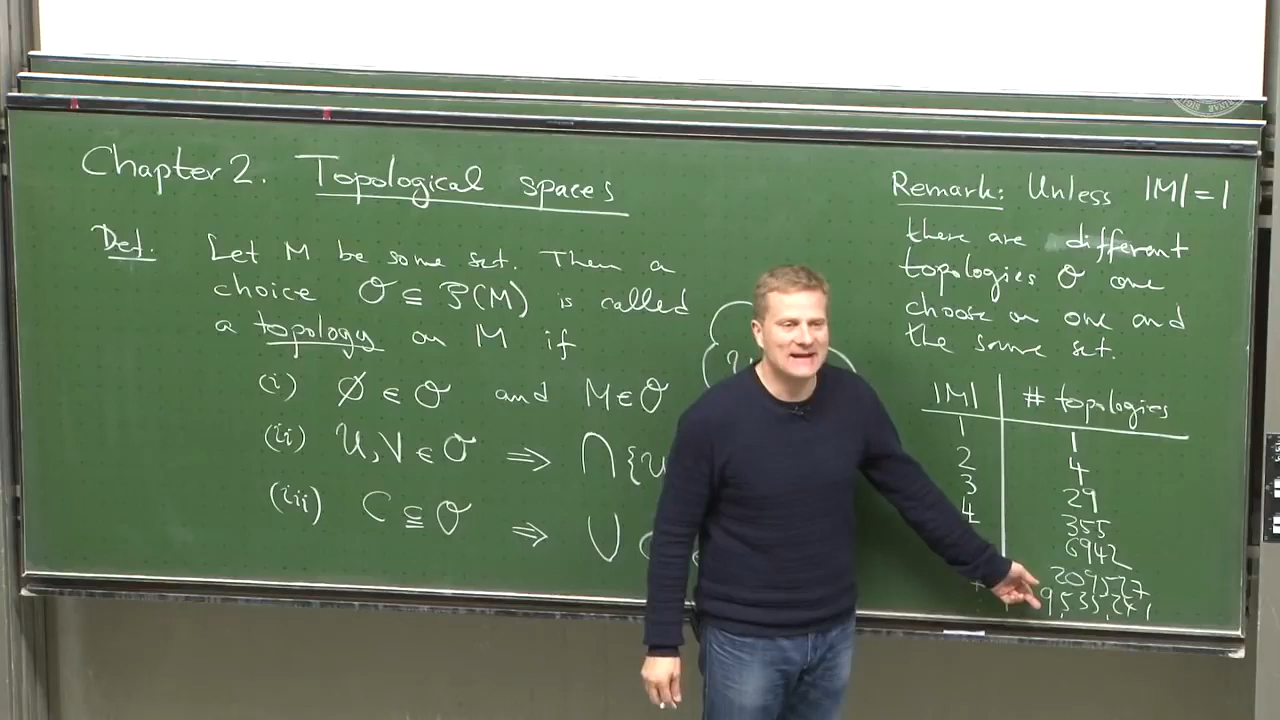 Chapter 2. Topological spaces
Def. Let M be some set. Then a
choice O ⊆ P(M) is called
a topology on M if
(i) ∅ ∈ O and M ∈ O
(ii) U, V ∈ O ⇒ ⋂{U
(iii) C ⊆ O ⇒ ⋃
Remark: Unless |M| = 1
there are different
topologies O one
choose on one and
the same set.
|M| # topologies
1 1
2 4
3 29
4 355
6942
209527
9,535,241